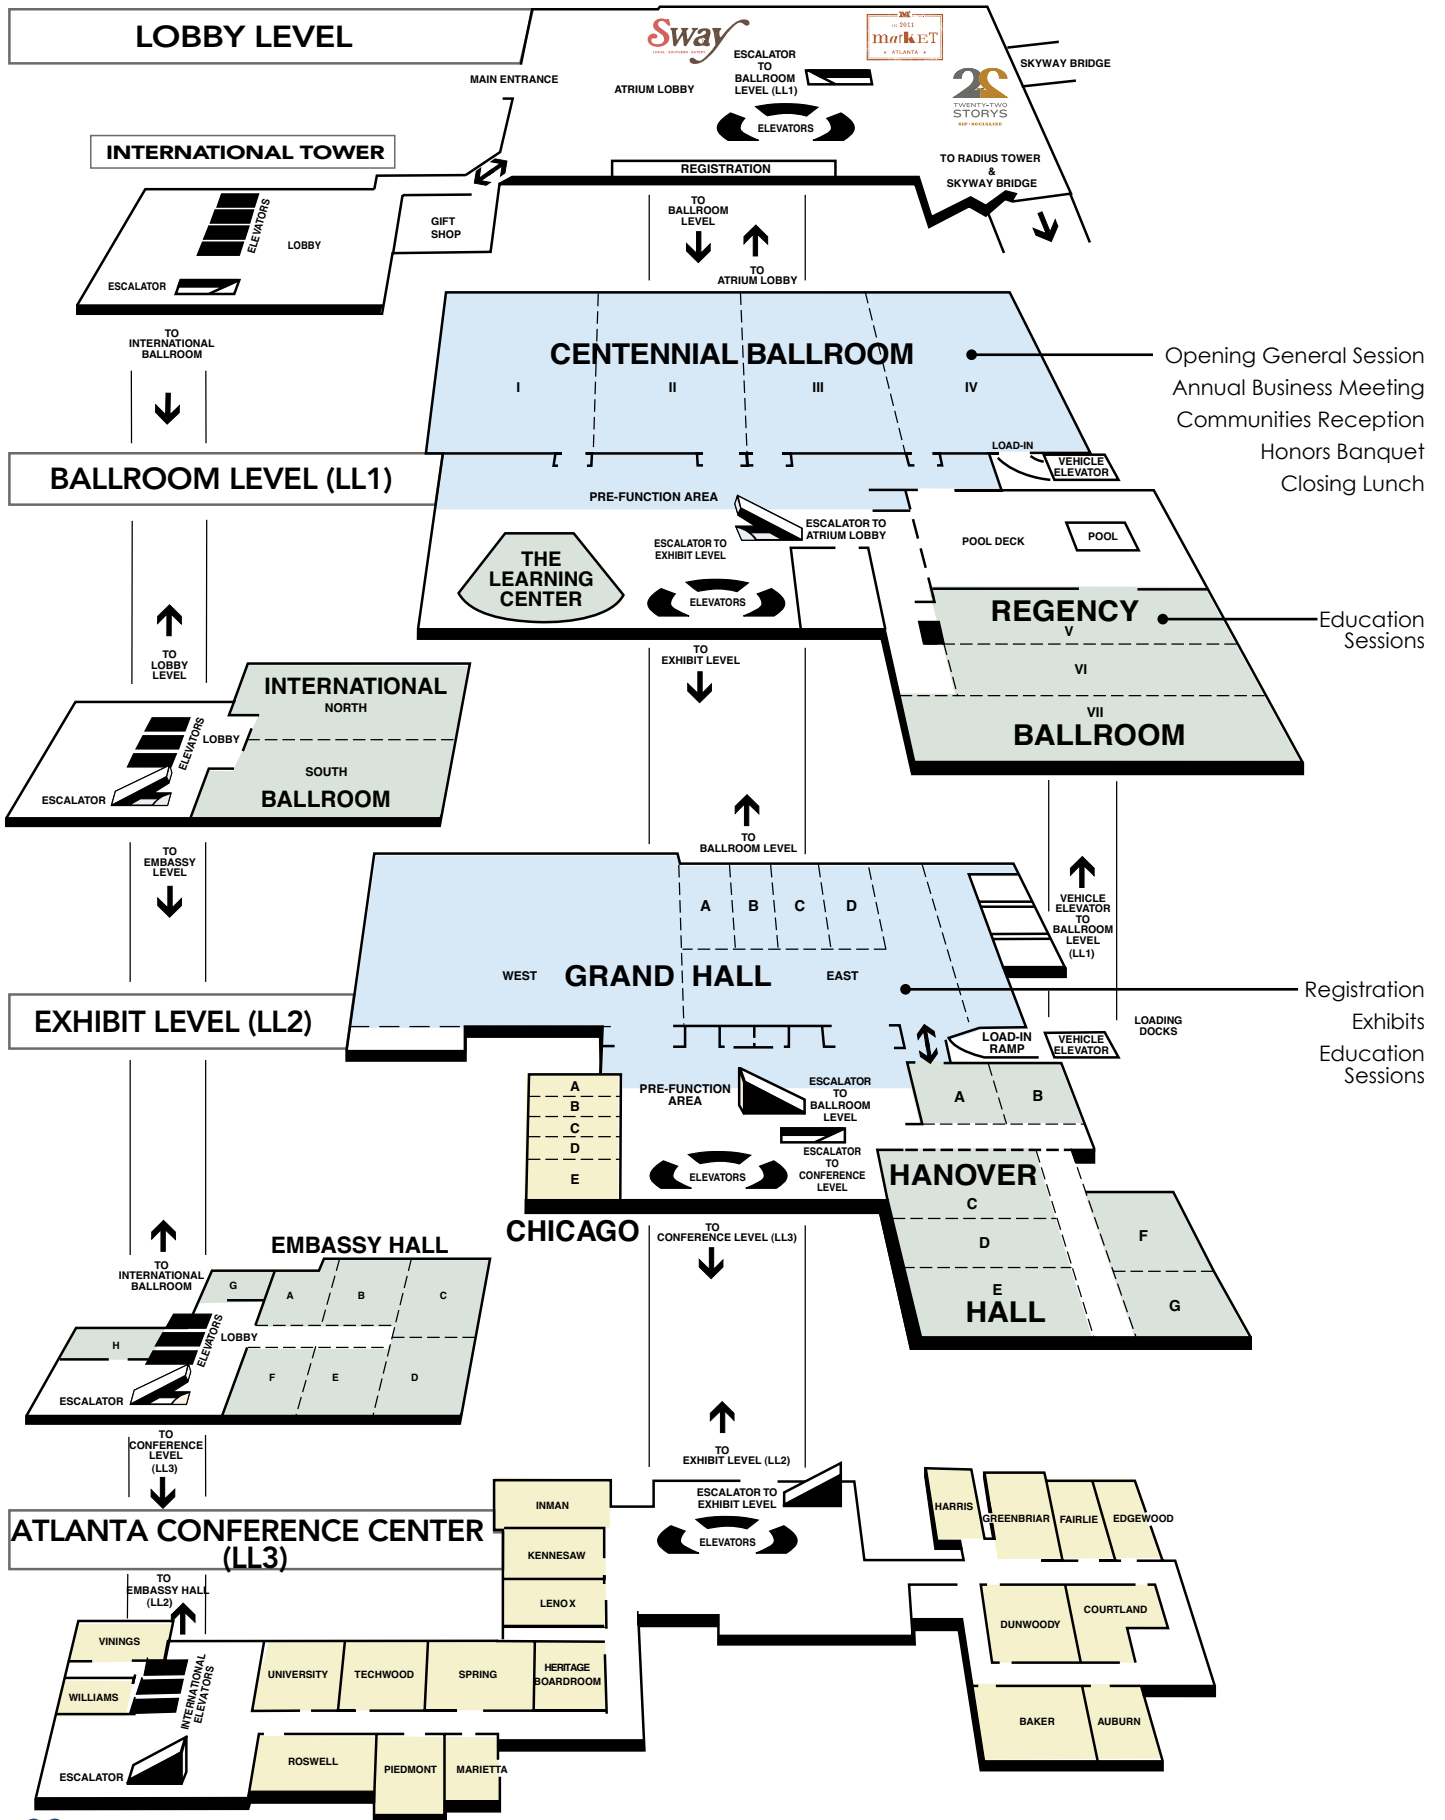 LOBBY LEVEL
Sway
LOCAL SOUTHERN EATERY
EST. 2011
market
ATLANTA
ESCALATOR
TO
BALLROOM
LEVEL (LL1)
SKYWAY BRIDGE
MAIN ENTRANCE
ATRIUM LOBBY
22
TWENTY-TWO
STORYS
SIP • SOCIALIZE
ELEVATORS
INTERNATIONAL TOWER
REGISTRATION
TO RADIUS TOWER
&
SKYWAY BRIDGE
ELEVATORS
LOBBY
GIFT
SHOP
TO
BALLROOM
LEVEL
TO
ATRIUM LOBBY
ESCALATOR
TO
INTERNATIONAL
BALLROOM
CENTENNIAL BALLROOM
I
II
III
IV
Opening General Session
Annual Business Meeting
Communities Reception
Honors Banquet
Closing Lunch
BALLROOM LEVEL (LL1)
LOAD-IN
VEHICLE
ELEVATOR
PRE-FUNCTION AREA
ESCALATOR TO
ATRIUM LOBBY
ESCALATOR TO
EXHIBIT LEVEL
POOL DECK
POOL
THE
LEARNING
CENTER
ELEVATORS
REGENCY
V
VI
VII
BALLROOM
Education
Sessions
TO
LOBBY
LEVEL
TO
EXHIBIT LEVEL
INTERNATIONAL
NORTH
LOBBY
ELEVATORS
SOUTH
BALLROOM
ESCALATOR
TO
EMBASSY
LEVEL
TO
BALLROOM LEVEL
A
B
C
D
WEST
GRAND HALL
EAST
VEHICLE
ELEVATOR
TO
BALLROOM
LEVEL
(LL1)
Registration
Exhibits
Education
Sessions
EXHIBIT LEVEL (LL2)
LOAD-IN
RAMP
VEHICLE
ELEVATOR
LOADING
DOCKS
PRE-FUNCTION
AREA
ESCALATOR
TO
BALLROOM
LEVEL
A
B
C
D
E
CHICAGO
ESCALATOR
TO
CONFERENCE
LEVEL
ELEVATORS
A
B
HANOVER
C
D
E
HALL
F
G
TO
CONFERENCE LEVEL (LL3)
TO
INTERNATIONAL
BALLROOM
EMBASSY HALL
G
A
B
C
H
ELEVATORS
LOBBY
F
E
D
ESCALATOR
TO
CONFERENCE
LEVEL
(LL3)
TO
EXHIBIT LEVEL (LL2)
ATLANTA CONFERENCE CENTER
(LL3)
INMAN
KENNESAW
LENOX
ESCALATOR TO
EXHIBIT LEVEL
ELEVATORS
HARRIS
GREENBRIAR
FAIRLIE
EDGEWOOD
DUNWOODY
COURTLAND
BAKER
AUBURN
TO
EMBASSY HALL
(LL2)
VININGS
WILLIAMS
INTERNATIONAL
ELEVATORS
UNIVERSITY
TECHWOOD
SPRING
HERITAGE
BOARDROOM
ESCALATOR
ROSWELL
PIEDMONT
MARIETTA